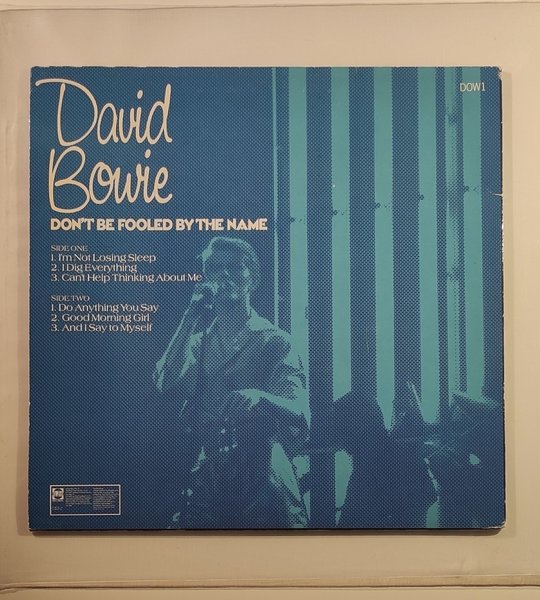 DOW1
David
Bowie
DON'T BE FOOLED BY THE NAME
SIDE ONE
1. I'm Not Losing Sleep
2. I Dig Everything
3. Can't Help Thinking About Me
SIDE TWO
1. Do Anything You Say
2. Good Morning Girl
3. And I Say to Myself